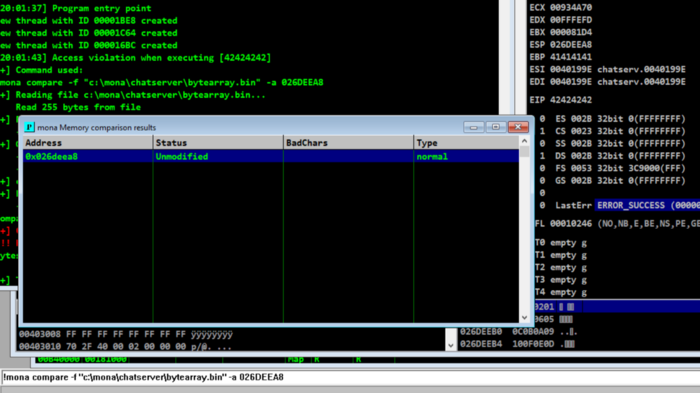 20:01:37] Program entry point
ew thread with ID 00001BE8 created
ew thread with ID 00001C64 created
ew thread with ID 000016BC created
20:01:43] Access violation when executing [42424242]
+] Command used:
mona compare -f "c:\mona\chatserver\bytearray.bin" -a 026DEEA8
+] Reading file c:\mona\chatserver\bytearray.bin...
Read 255 bytes from file
mona Memory comparison results
Address Status BadChars Type
0x026deea8 Unmodified normal
ECX 00934A70
EDX 00FFFEFD
EBX 000081D4
ESP 026DEEA8
EBP 41414141
ESI 0040199E chatserv.0040199E
EDI 0040199E chatserv.0040199E
EIP 42424242
0 ES 002B 32bit 0(FFFFFFFF)
1 CS 0023 32bit 0(FFFFFFFF)
0 SS 002B 32bit 0(FFFFFFFF)
1 DS 002B 32bit 0(FFFFFFFF)
0 FS 0053 32bit 3C9000(FFF)
0 GS 002B 32bit 0(FFFFFFFF)
0
0 LastErr ERROR_SUCCESS (00000
FL 00010246 (NO,NB,E,BE,NS,PE,GE
T0 empty g
T1 empty g
T2 empty g
T3 empty g
T4 empty g
0201
0605
026DEEB0 0C0B0A09
026DEEB4 100F0E0D
00403008 FF FF FF FF FF FF FF FF ÿÿÿÿÿÿÿÿ
00403010 70 2F 40 00 02 00 00 00 p/@. ...
00640000 00181000 Map R R
!mona compare -f "c:\mona\chatserver\bytearray.bin" -a 026DEEA8